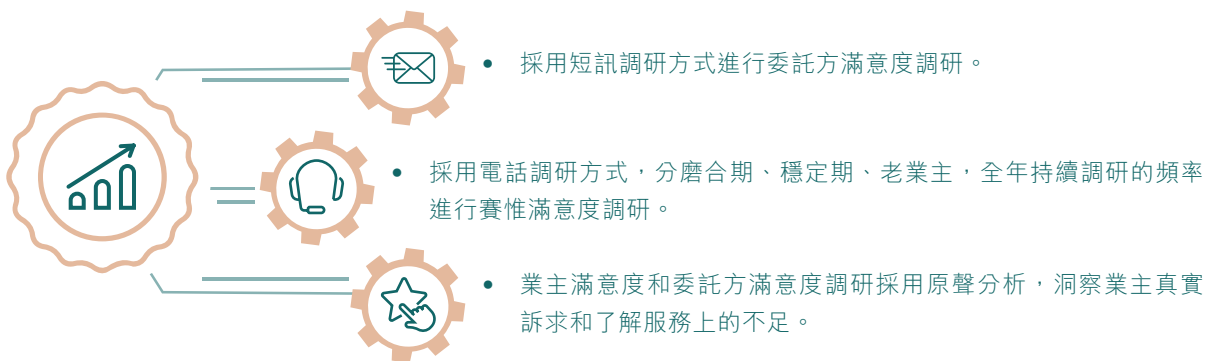 • 採用短訊調研方式進行委託方滿意度調研。
• 採用電話調研方式，分磨合期、穩定期、老業主，全年持續調研的頻率
進行賽惟滿意度調研。
• 業主滿意度和委託方滿意度調研採用原聲分析，洞察業主真實
訴求和了解服務上的不足。